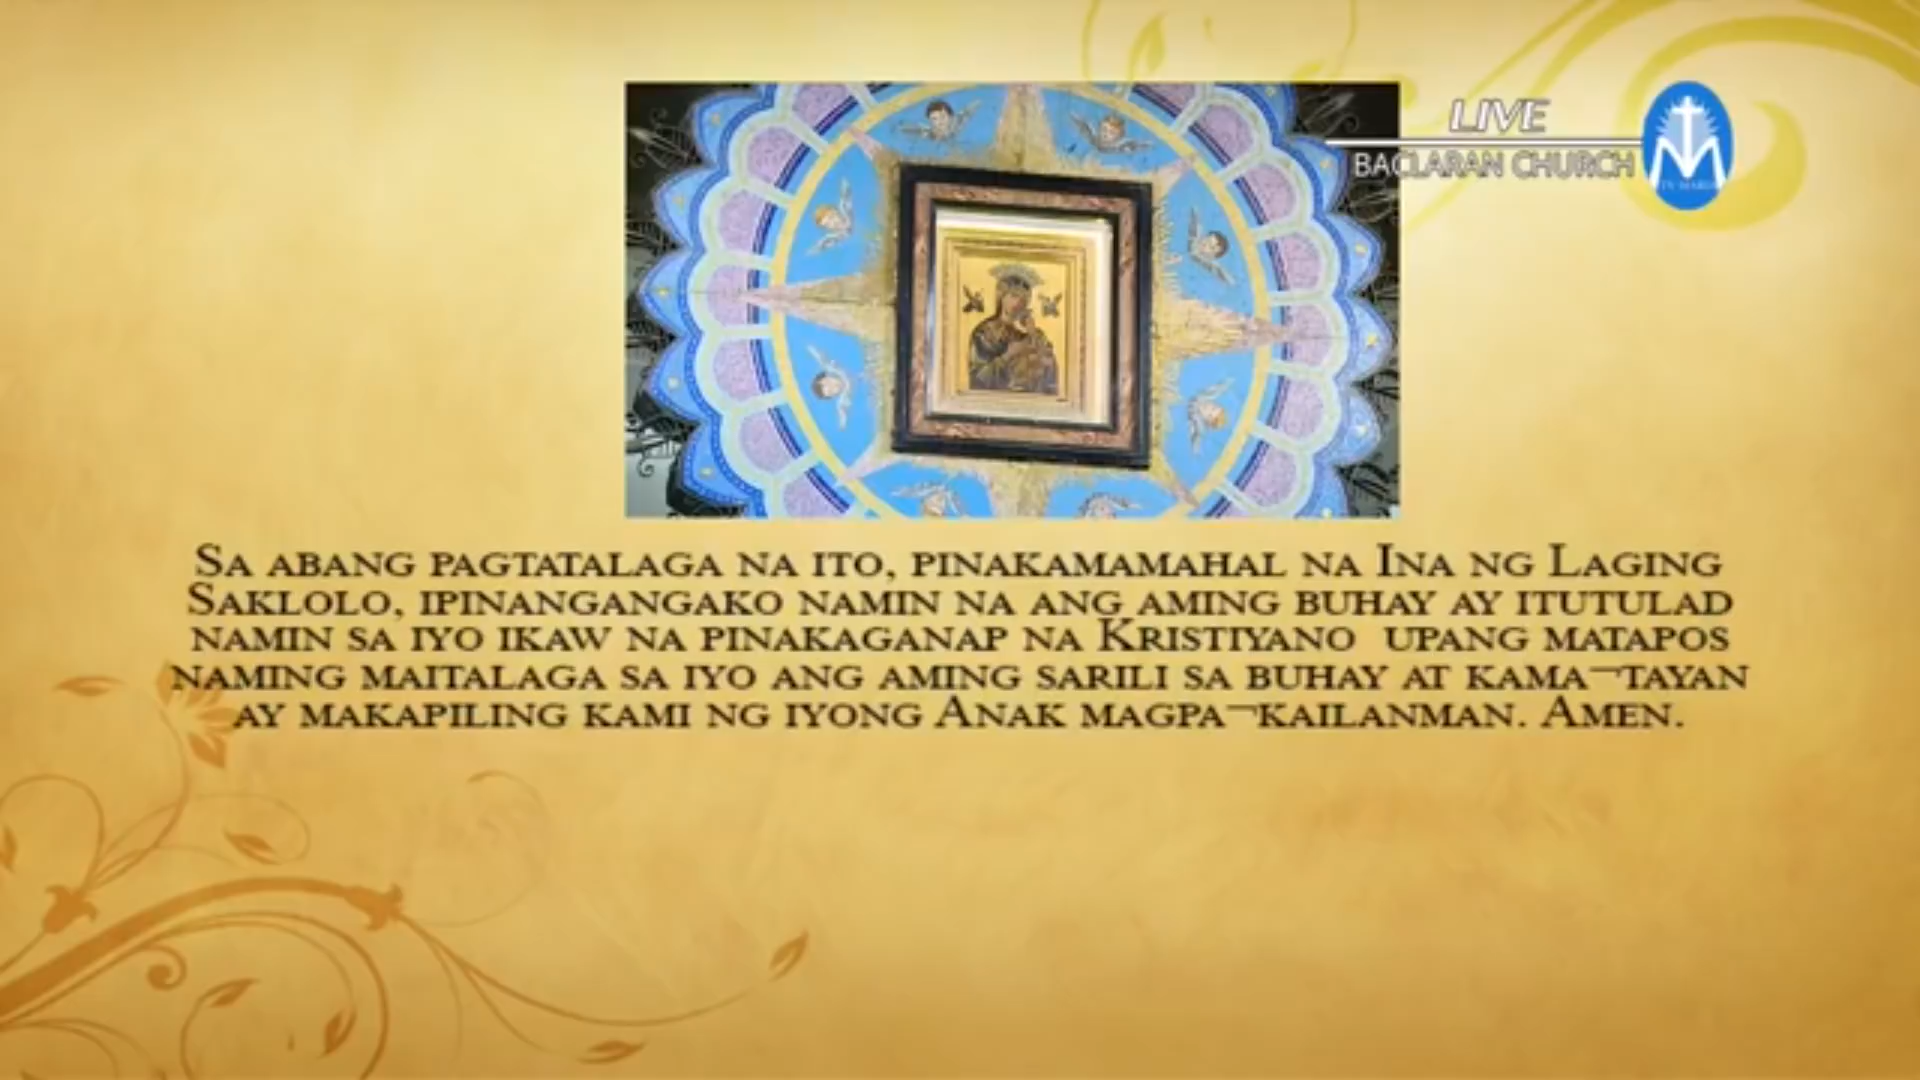 LIVE
BACLARAN CHURCH
TV MARIA
SA ABANG PAGTATALAGA NA ITO, PINAKAMAMAHAL NA INA NG LAGING
SAKLOLO, IPINANGANGAKO NAMIN NA ANG AMING BUHAY AY ITUTULAD
NAMIN SA IYO IKAW NA PINAKAGANAP NA KRISTIYANO  UPANG MATAPOS
NAMING MAITALAGA SA IYO ANG AMING SARILI SA BUHAY AT KAMA¬TAYAN
AY MAKAPILING KAMI NG IYONG ANAK MAGPA¬KAILANMAN. AMEN.